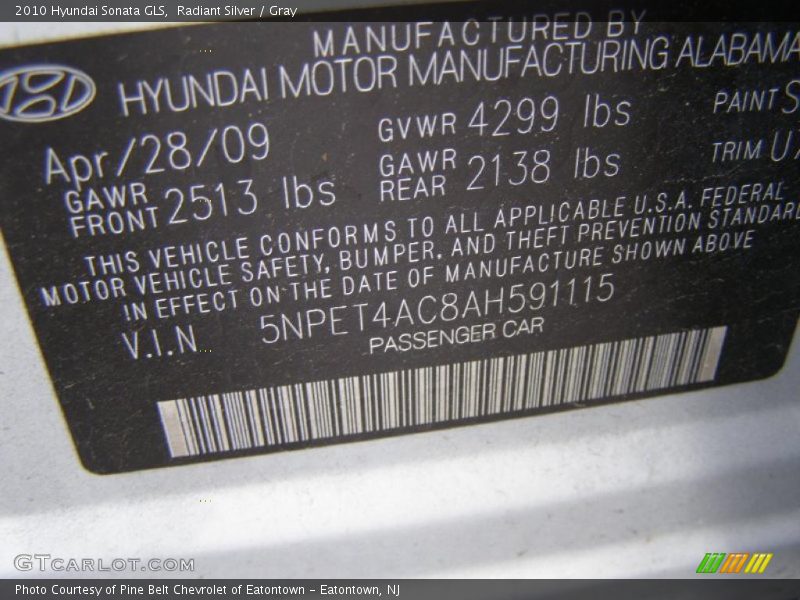 2010 Hyundai Sonata GLS, Radiant Silver / Gray
MANUFACTURED BY
HYUNDAI MOTOR MANUFACTURING ALABAMA
Apr/28/09 GVWR 4299 lbs PAINT S
GAWR FRONT 2513 lbs GAWR REAR 2138 lbs TRIM
THIS VEHICLE CONFORMS TO ALL APPLICABLE U.S.A. FEDERAL
MOTOR VEHICLE SAFETY, BUMPER, AND THEFT PREVENTION STANDARD
IN EFFECT ON THE DATE OF MANUFACTURE SHOWN ABOVE
V.I.N 5NPET4AC8AH591115
PASSENGER CAR
GTCARLOT.COM
Photo Courtesy of Pine Belt Chevrolet of Eatontown – Eatontown, NJ